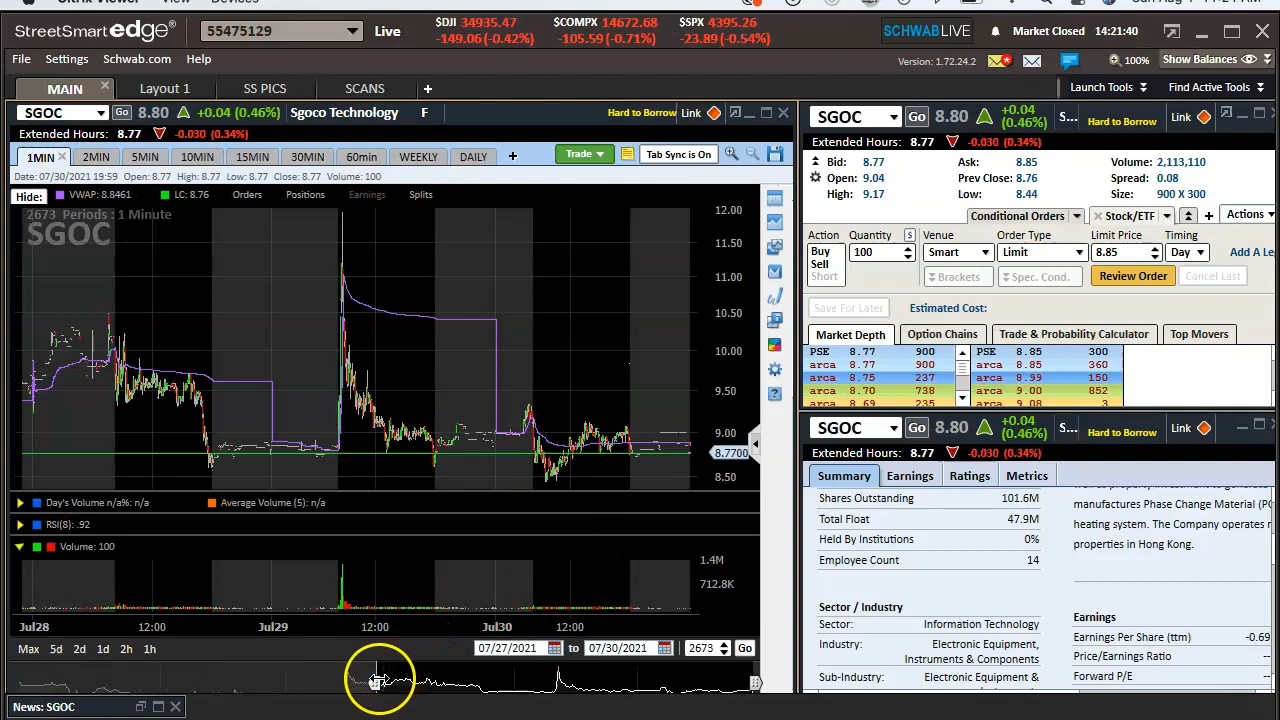 StreetSmart edge
55475129
Live
$DJI 34935.47
-149.06 (-0.42%)
$COMPX 14672.68
-105.59 (-0.71%)
$SPX 4395.26
-23.89 (-0.54%)
SCHWABLIVE
Market Closed 14:21:40
File Settings Schwab.com Help
Version: 1.72.24.2
100%
Show Balances
MAIN Layout 1 SS PICS SCANS +
Launch Tools Find Active Tools
SGOC Go 8.80 +0.04 (0.46%) Sgoco Technology F
Hard to Borrow Link
Extended Hours: 8.77 -0.030 (0.34%)
1MIN 2MIN 5MIN 10MIN 15MIN 30MIN 60min WEEKLY DAILY +
Trade Tab Sync is On
Date: 07/30/2021 19:59 Open: 8.77 High: 8.77 Low: 8.77 Close: 8.77 Volume: 100
Hide: VWAP: 8.8461 LC: 8.76 Orders Positions Earnings Splits
2673 Periods : 1 Minute
SGOC
12.00
11.50
11.00
10.50
10.00
9.50
9.00
8.7700
8.50
Day's Volume n/a%: n/a Average Volume (5): n/a
RSI(8): .92
Volume: 100
1.4M
712.8K
Jul28 12:00 Jul29 12:00 Jul30 12:00
Max 5d 2d 1d 2h 1h
07/27/2021 to 07/30/2021 2673 Go
News: SGOC
SGOC Go 8.80 +0.04 (0.46%) S... Hard to Borrow Link
Extended Hours: 8.77 -0.030 (0.34%)
Bid: 8.77 Ask: 8.85 Volume: 2,113,110
Open: 9.04 Prev Close: 8.76 Spread: 0.08
High: 9.17 Low: 8.44 Size: 900 X 300
Conditional Orders Stock/ETF + Actions
Action Quantity $ Venue Order Type Limit Price Timing
Buy
Sell
Short
100 Smart Limit 8.85 Day Add A Le
Brackets Spec. Cond. Review Order Cancel Last
Save For Later Estimated Cost:
Market Depth Option Chains Trade & Probability Calculator Top Movers
PSE 8.77 900 PSE 8.85 300
arca 8.77 900 arca 8.85 360
arca 8.75 237 arca 8.99 150
arca 8.70 738 arca 9.00 852
arca 8.69 235 arca 9.08 3
SGOC Go 8.80 +0.04 (0.46%) S... Hard to Borrow Link
Extended Hours: 8.77 -0.030 (0.34%)
Summary Earnings Ratings Metrics
Shares Outstanding 101.6M
Total Float 47.9M
Held By Institutions 0%
Employee Count 14
manufactures Phase Change Material (PC
heating system. The Company operates r
properties in Hong Kong.
Sector / Industry
Sector: Information Technology
Industry: Electronic Equipment,
Instruments & Components
Sub-Industry: Electronic Equipment &
Earnings
Earnings Per Share (ttm) -0.69
Price/Earnings Ratio --
Forward P/E --